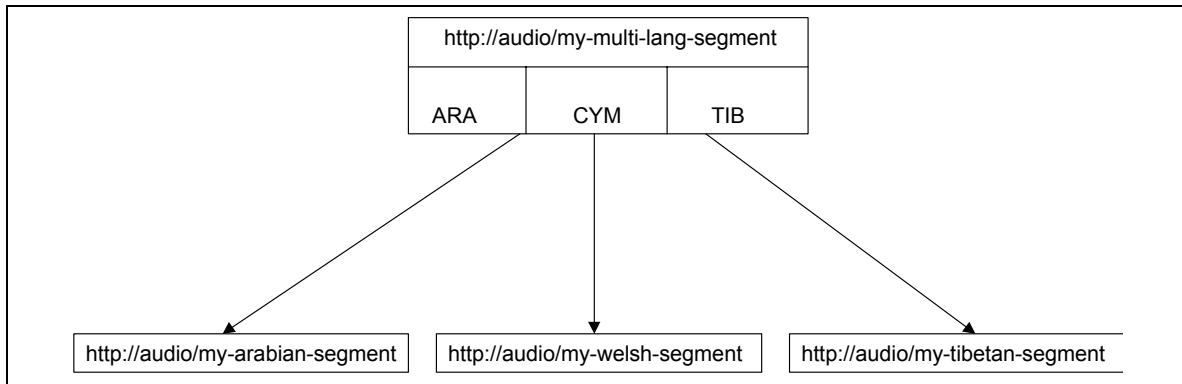 http://audio/my-multi-lang-segment
ARA CYM TIB
http://audio/my-arabian-segment http://audio/my-welsh-segment http://audio/my-tibetan-segment